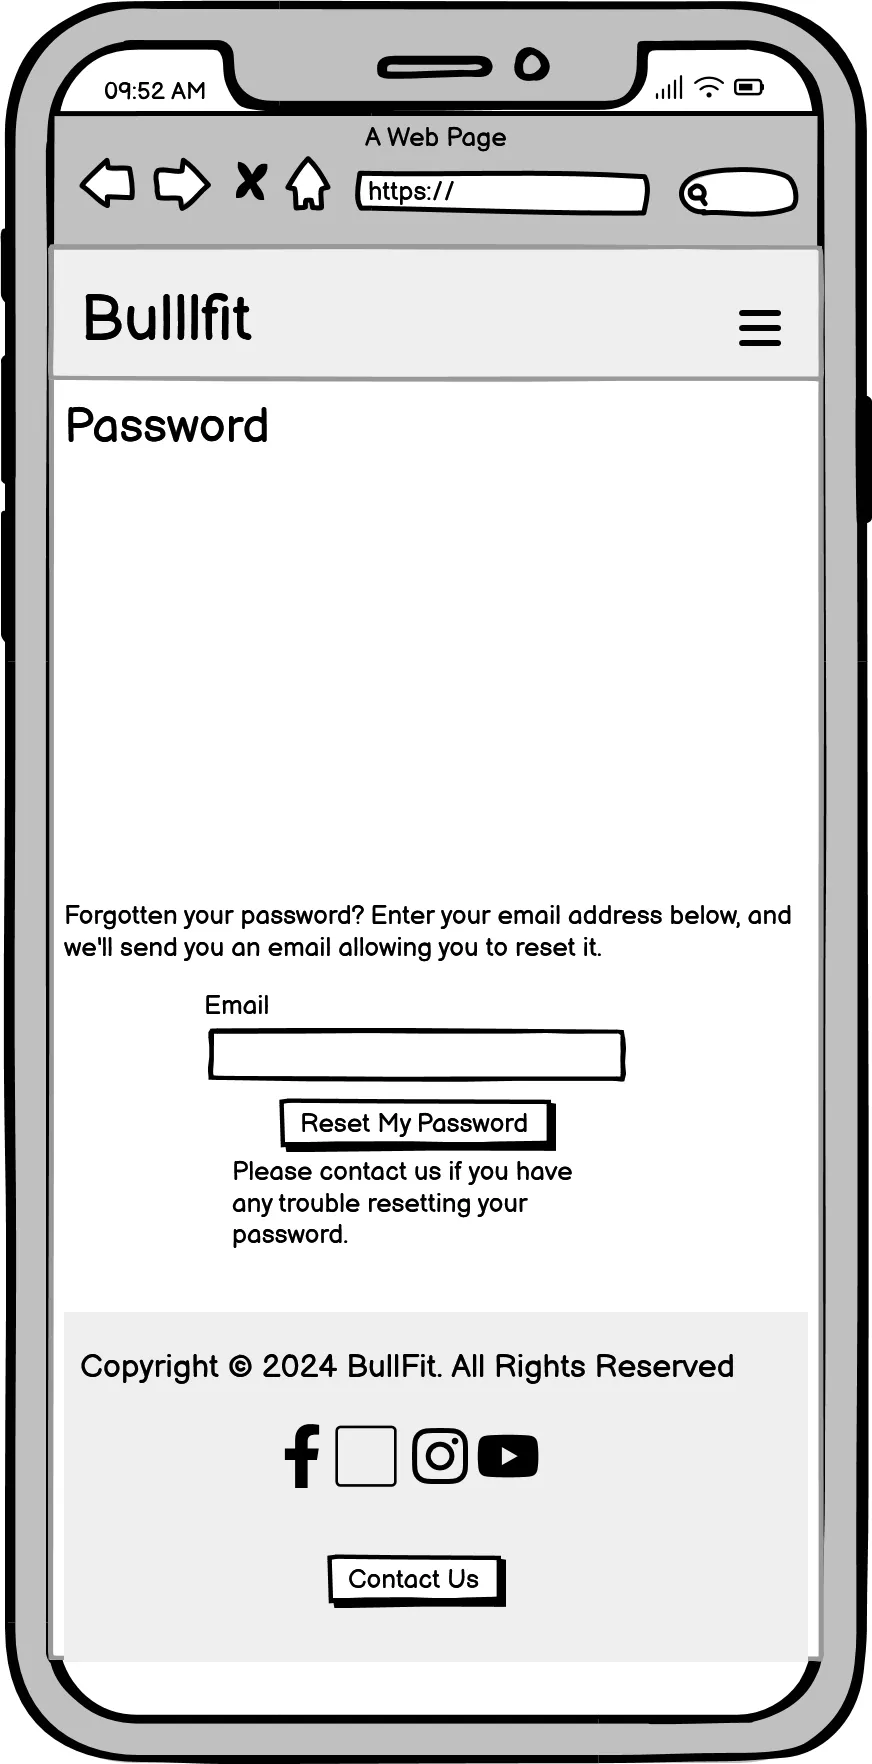 09:52 AM
A Web Page
https://
Bulllfit
Password
Forgotten your password? Enter your email address below, and
we'll send you an email allowing you to reset it.
Email
Reset My Password
Please contact us if you have
any trouble resetting your
password.
Copyright © 2024 BullFit. All Rights Reserved
Contact Us